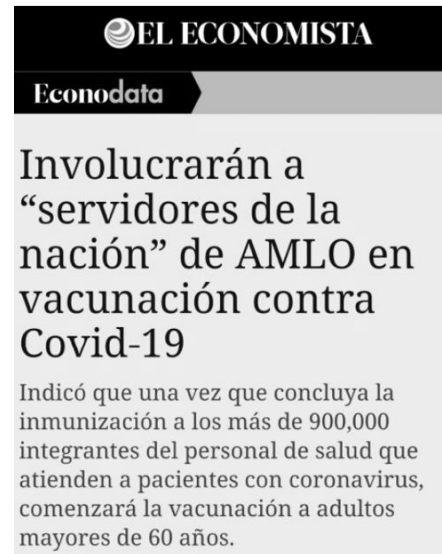 EL ECONOMISTA
Econodata
Involucrarán a
“servidores de la
nación” de AMLO en
vacunación contra
Covid-19
Indicó que una vez que concluya la
inmunización a los más de 900,000
integrantes del personal de salud que
atienden a pacientes con coronavirus,
comenzará la vacunación a adultos
mayores de 60 años.